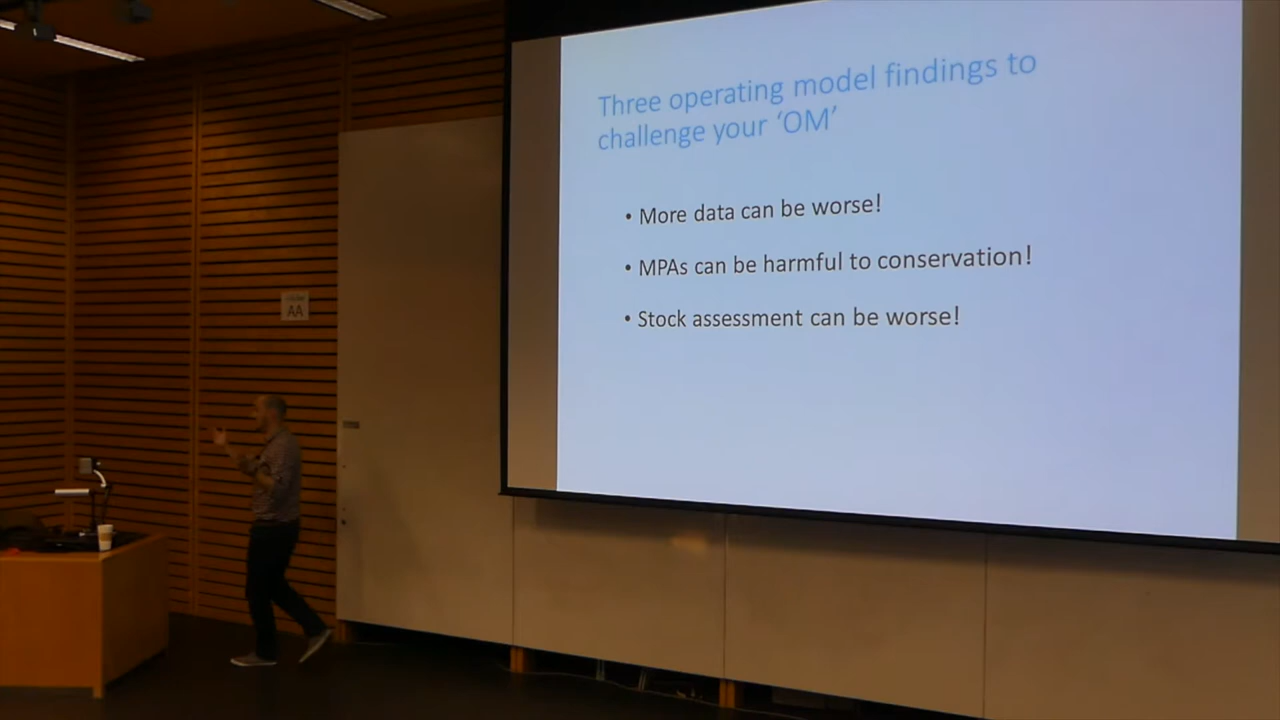 Three operating model findings to
challenge your ‘OM’
• More data can be worse!
• MPAs can be harmful to conservation!
• Stock assessment can be worse!
AA